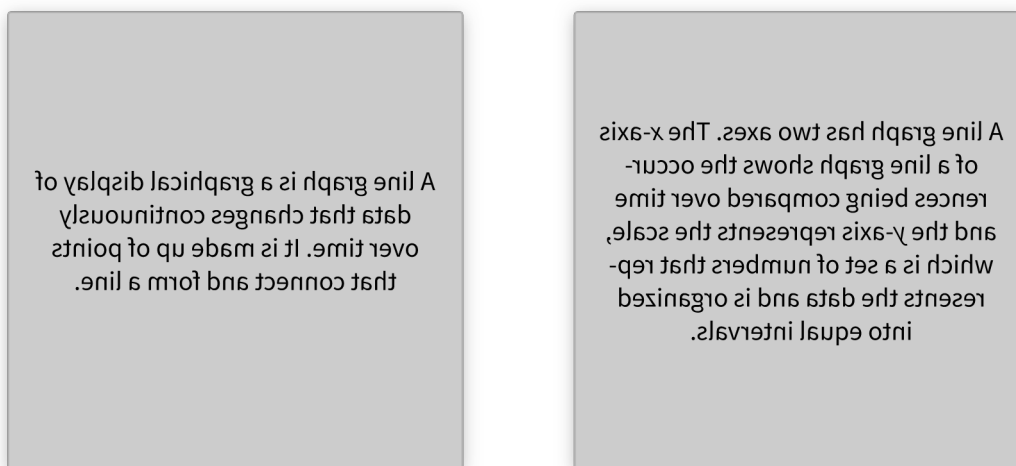 A line graph is a graphical display of
data that changes continuously
over time. It is made up of points
that connect and form a line.
A line graph has two axes. The x-axis
of a line graph shows the occur-
rences being compared over time
and the y-axis represents the scale,
which is a set of numbers that rep-
resents the data and is organized
into equal intervals.